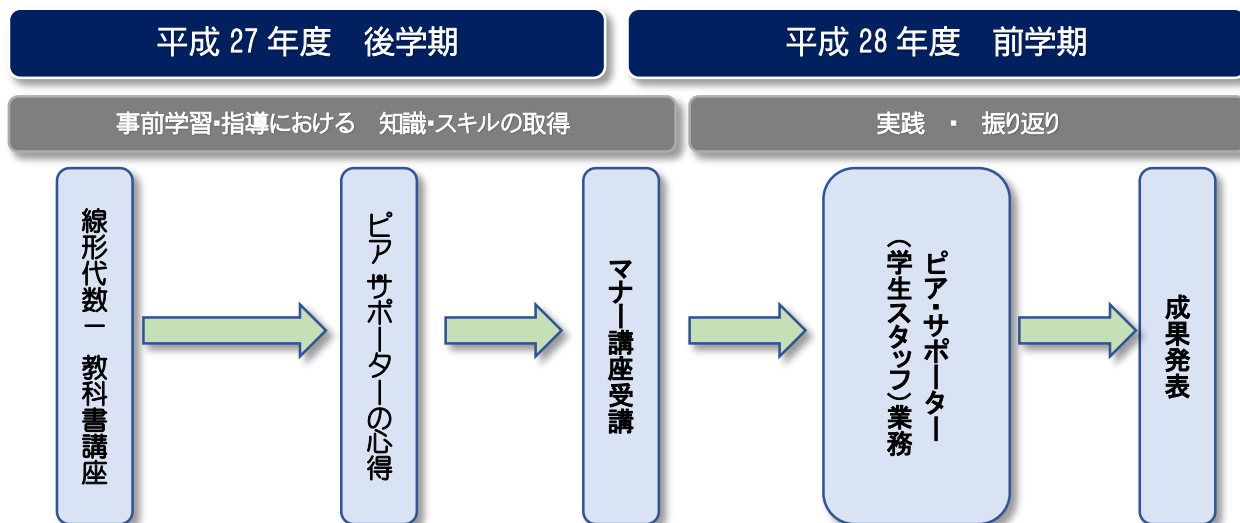 平成 27 年度　後学期
平成 28 年度　前学期
事前学習・指導における　知識・スキルの取得
実践　・　振り返り
線形代数Ⅰ 教科書講座
ピア・サポーターの心得
マナー講座受講
ピア・サポーター
（学生スタッフ）業務
成果発表